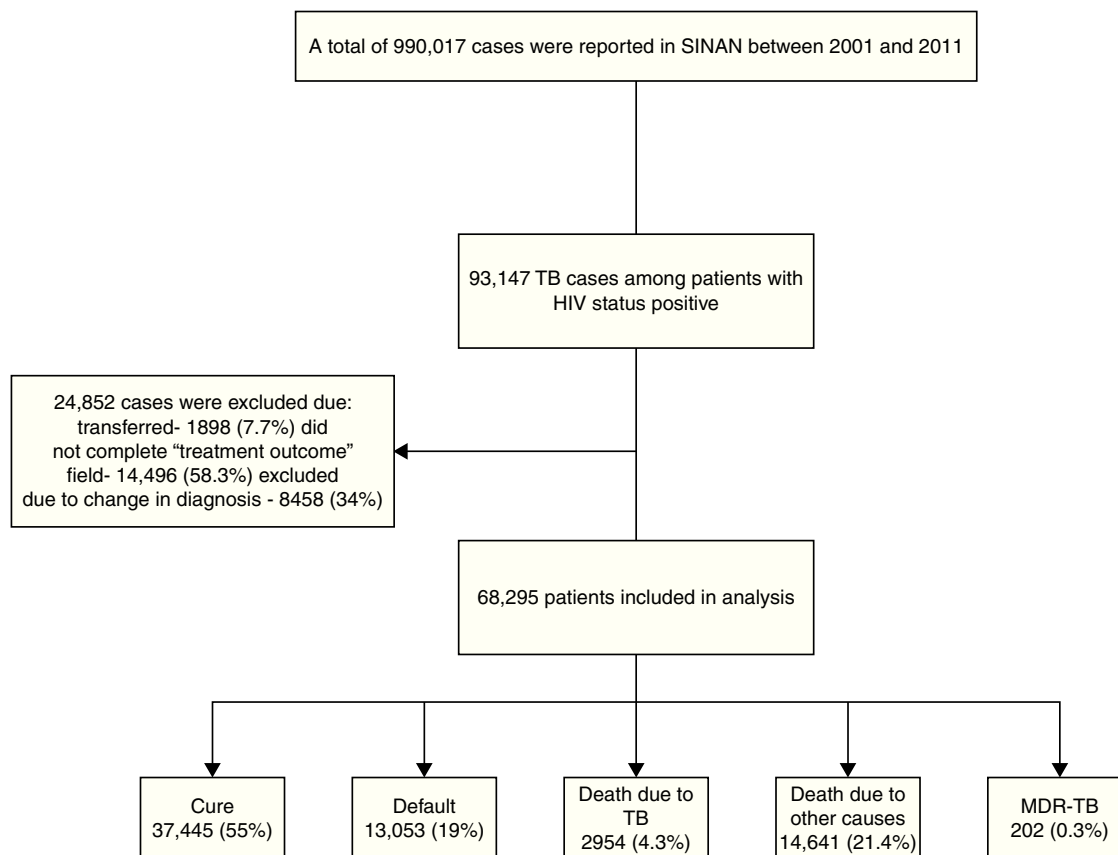 A total of 990,017 cases were reported in SINAN between 2001 and 2011
93,147 TB cases among patients with
HIV status positive
24,852 cases were excluded due:
transferred- 1898 (7.7%) did
not complete “treatment outcome”
field- 14,496 (58.3%) excluded
due to change in diagnosis - 8458 (34%)
68,295 patients included in analysis
Cure
37,445 (55%)
Default
13,053 (19%)
Death due to
TB
2954 (4.3%)
Death due to
other causes
14,641 (21.4%)
MDR-TB
202 (0.3%)